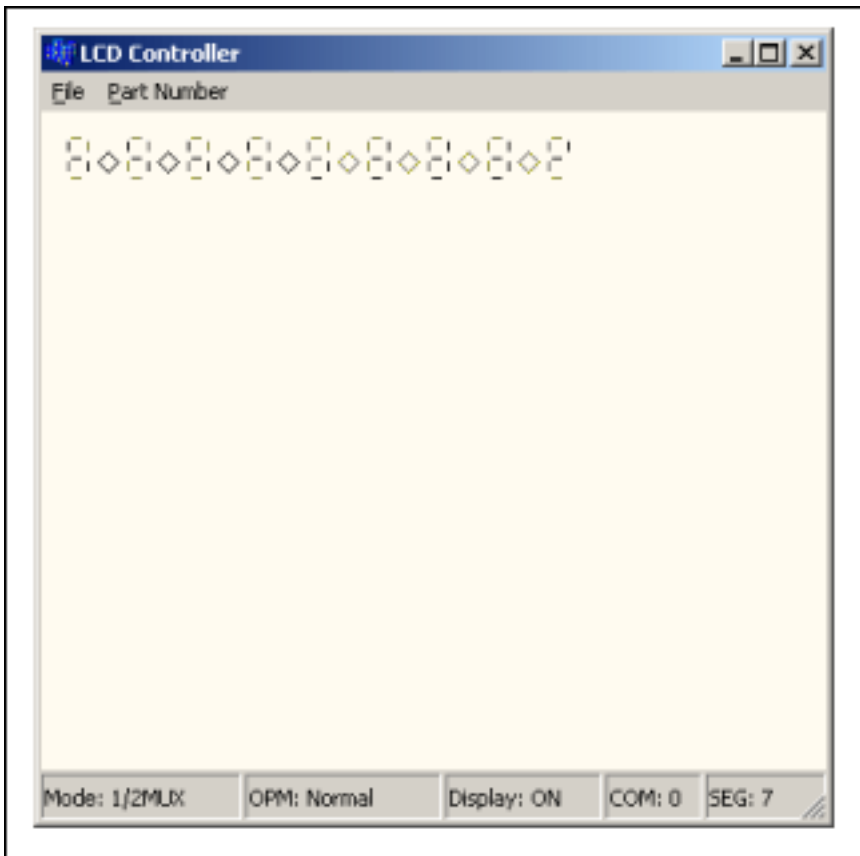 LCD Controller
File Part Number
Mode: 1/2MUX OPM: Normal Display: ON COM: 0 SEG: 7